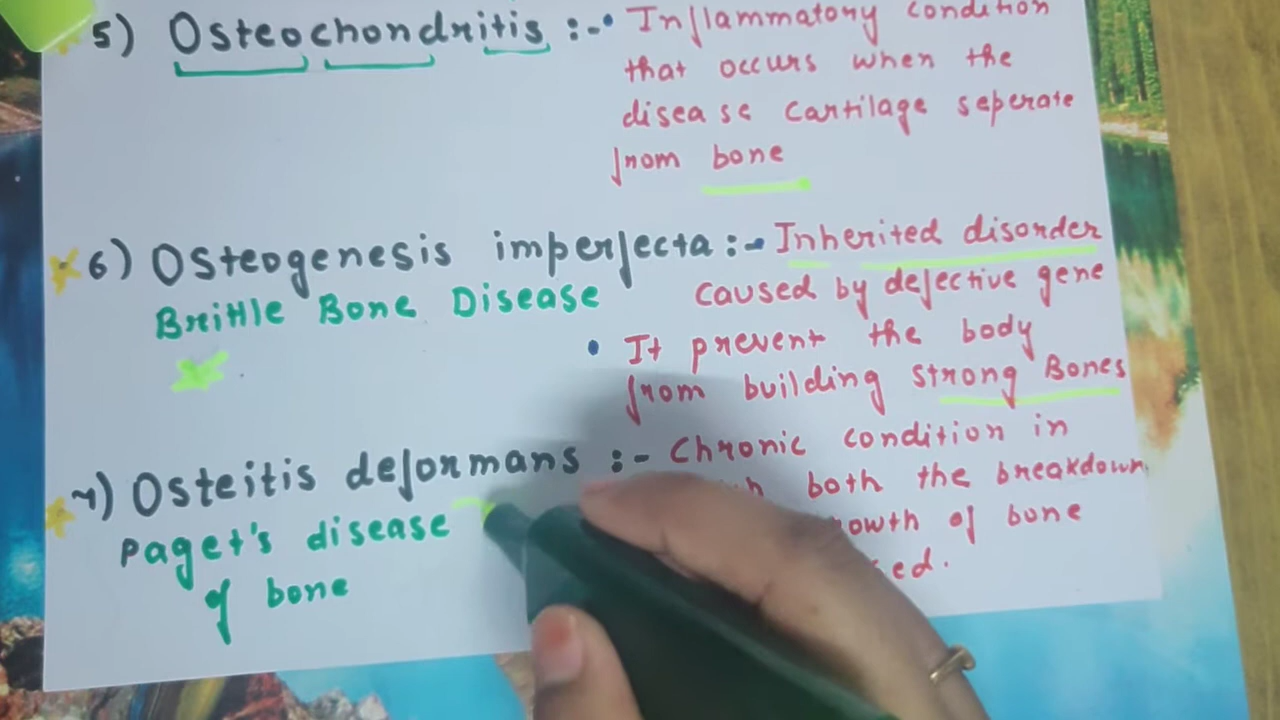 5) Osteochondritis :- • Inflammatory condition
that occurs when the
disease cartilage seperate
from bone
6) Osteogenesis imperfecta :- • Inherited disorder
Brittle Bone Disease
caused by defective gene
• It prevent the body
from building strong Bones
7) Osteitis deformans :- Chronic condition in
both the breakdown
Paget's disease
of bone
of bone